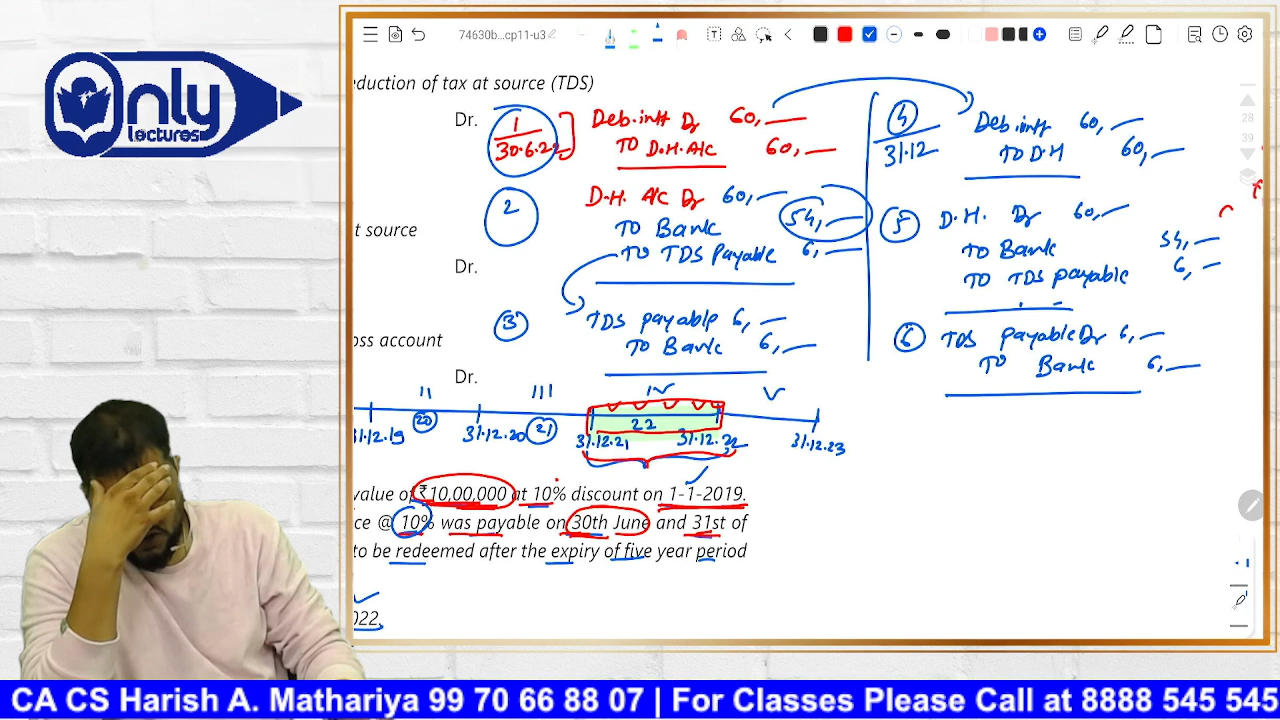 Only
lectures
74630b...cp11-u3
eduction of tax at source (TDS)
Dr.
1
30.6.22
Deb. intt Dr 60,—
TO D.H. A/C 60,—
2
D.H. A/C Dr 60,—
TO Bank 54,—
TO TDS Payable 6,—
t source
Dr.
3
TDS payable 6,—
TO Bank 6,—
oss account
Dr.
4
31.12
Deb. intt 60,—
TO D.H 60,—
5
D.H. Dr 60,—
TO Bank 54,—
TO TDS payable 6,—
6
TDS payable Dr 6,—
TO Bank 6,—
II III IV V
20 21 22
31.12.19 31.12.20 31.12.21 31.12.22 31.12.23
value of ₹10,00,000 at 10% discount on 1-1-2019.
ce @ 10% was payable on 30th June and 31st of
to be redeemed after the expiry of five year period
022.
28
39
CA CS Harish A. Mathariya 99 70 66 88 07 | For Classes Please Call at 8888 545 545